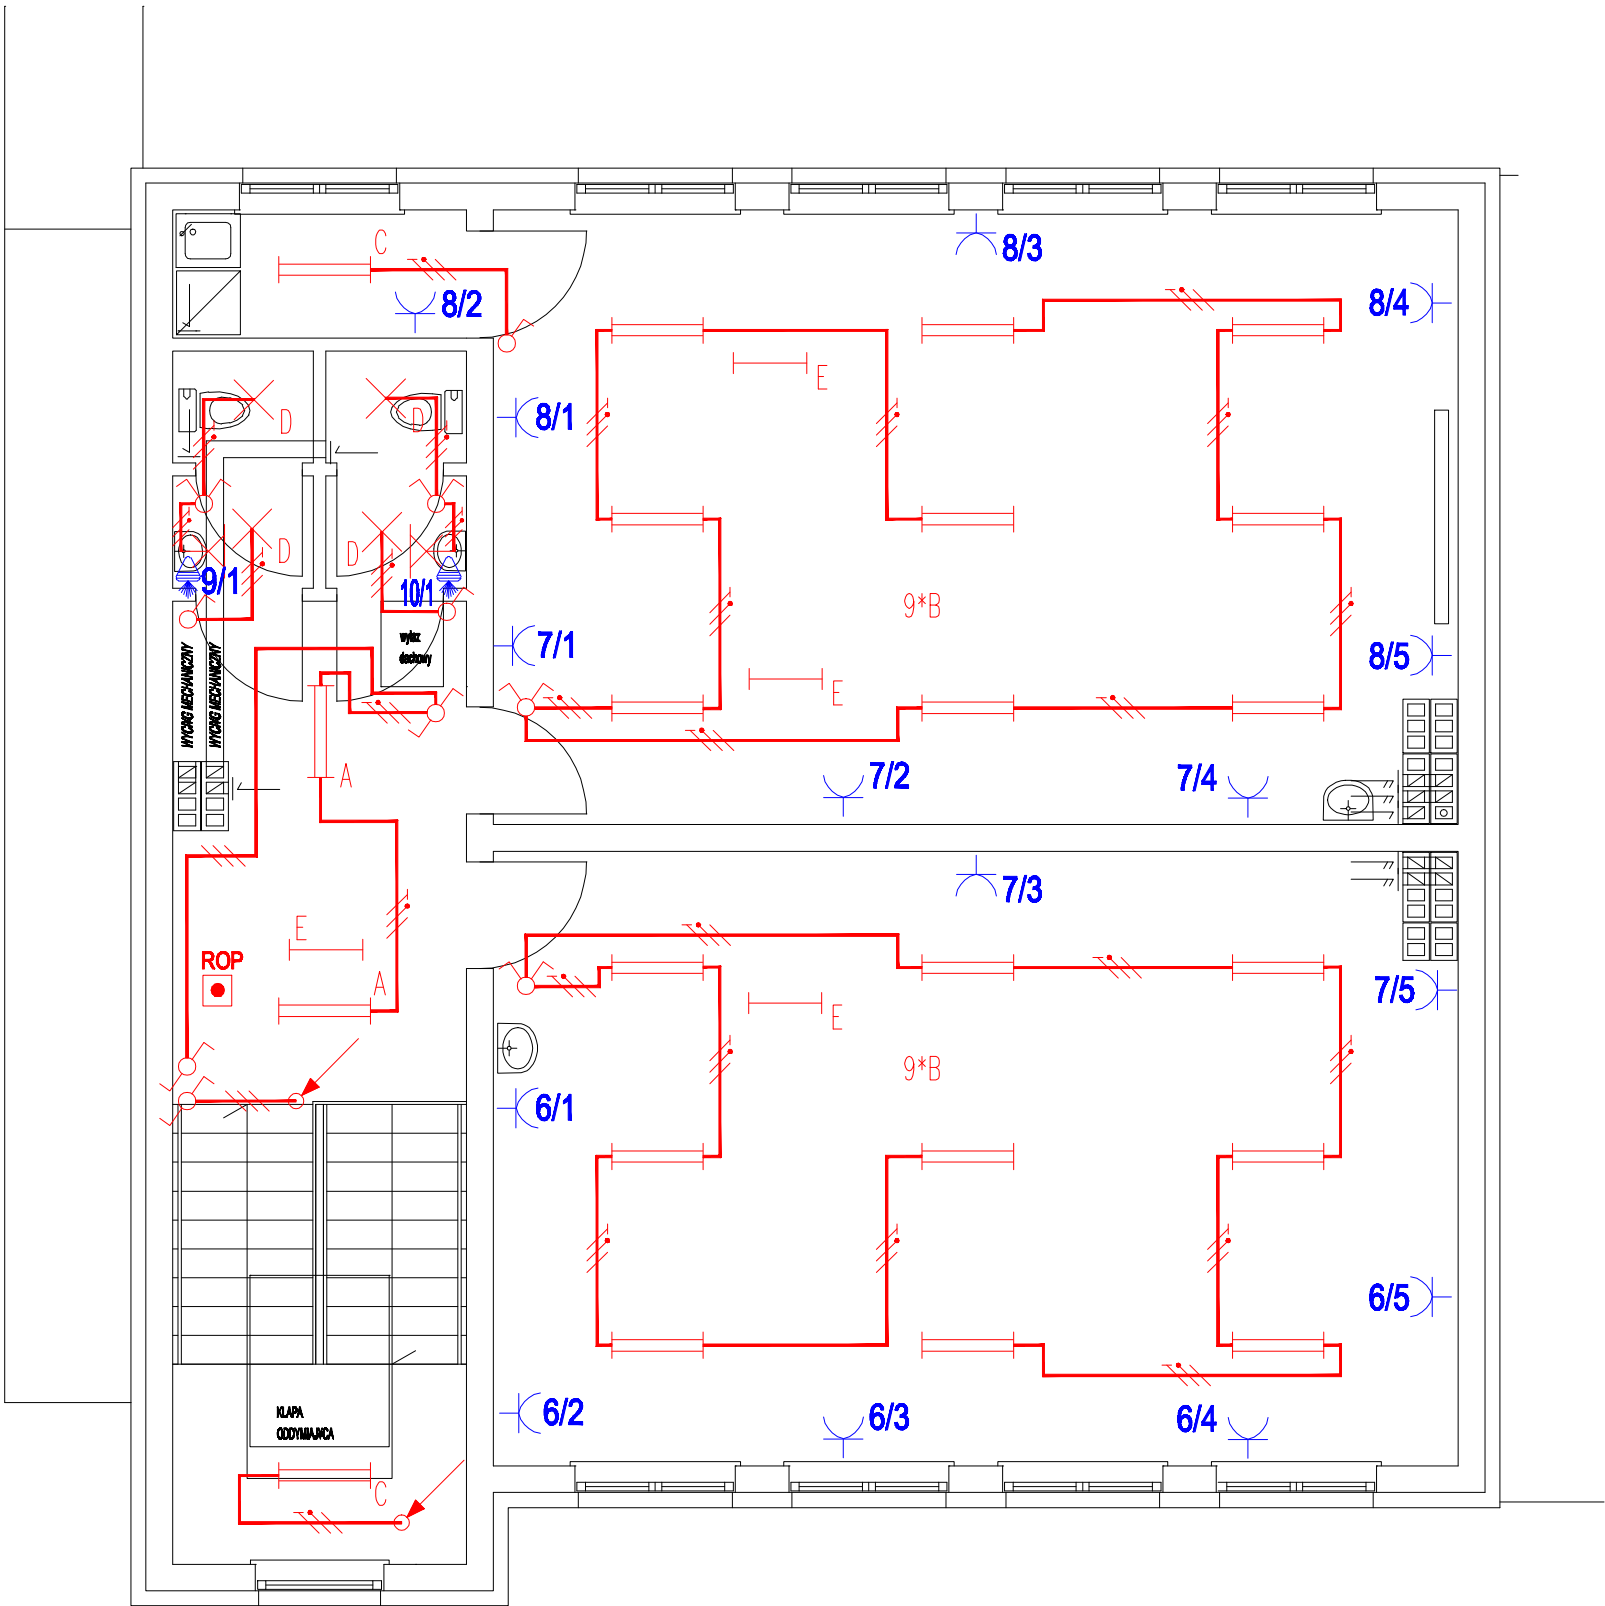 C
8/3
8/2
8/4
E
8/1
D
D
D
D
9/1
10/1
9*B
wyłaz
dachowy
7/1
8/5
WYCIĄG MECHANICZNY
WYCIĄG MECHANICZNY
E
A
7/2
7/4
7/3
E
ROP
A
7/5
E
9*B
6/1
6/5
KLAPA
ODDYMIAJĄCA
6/2
6/3
6/4
C